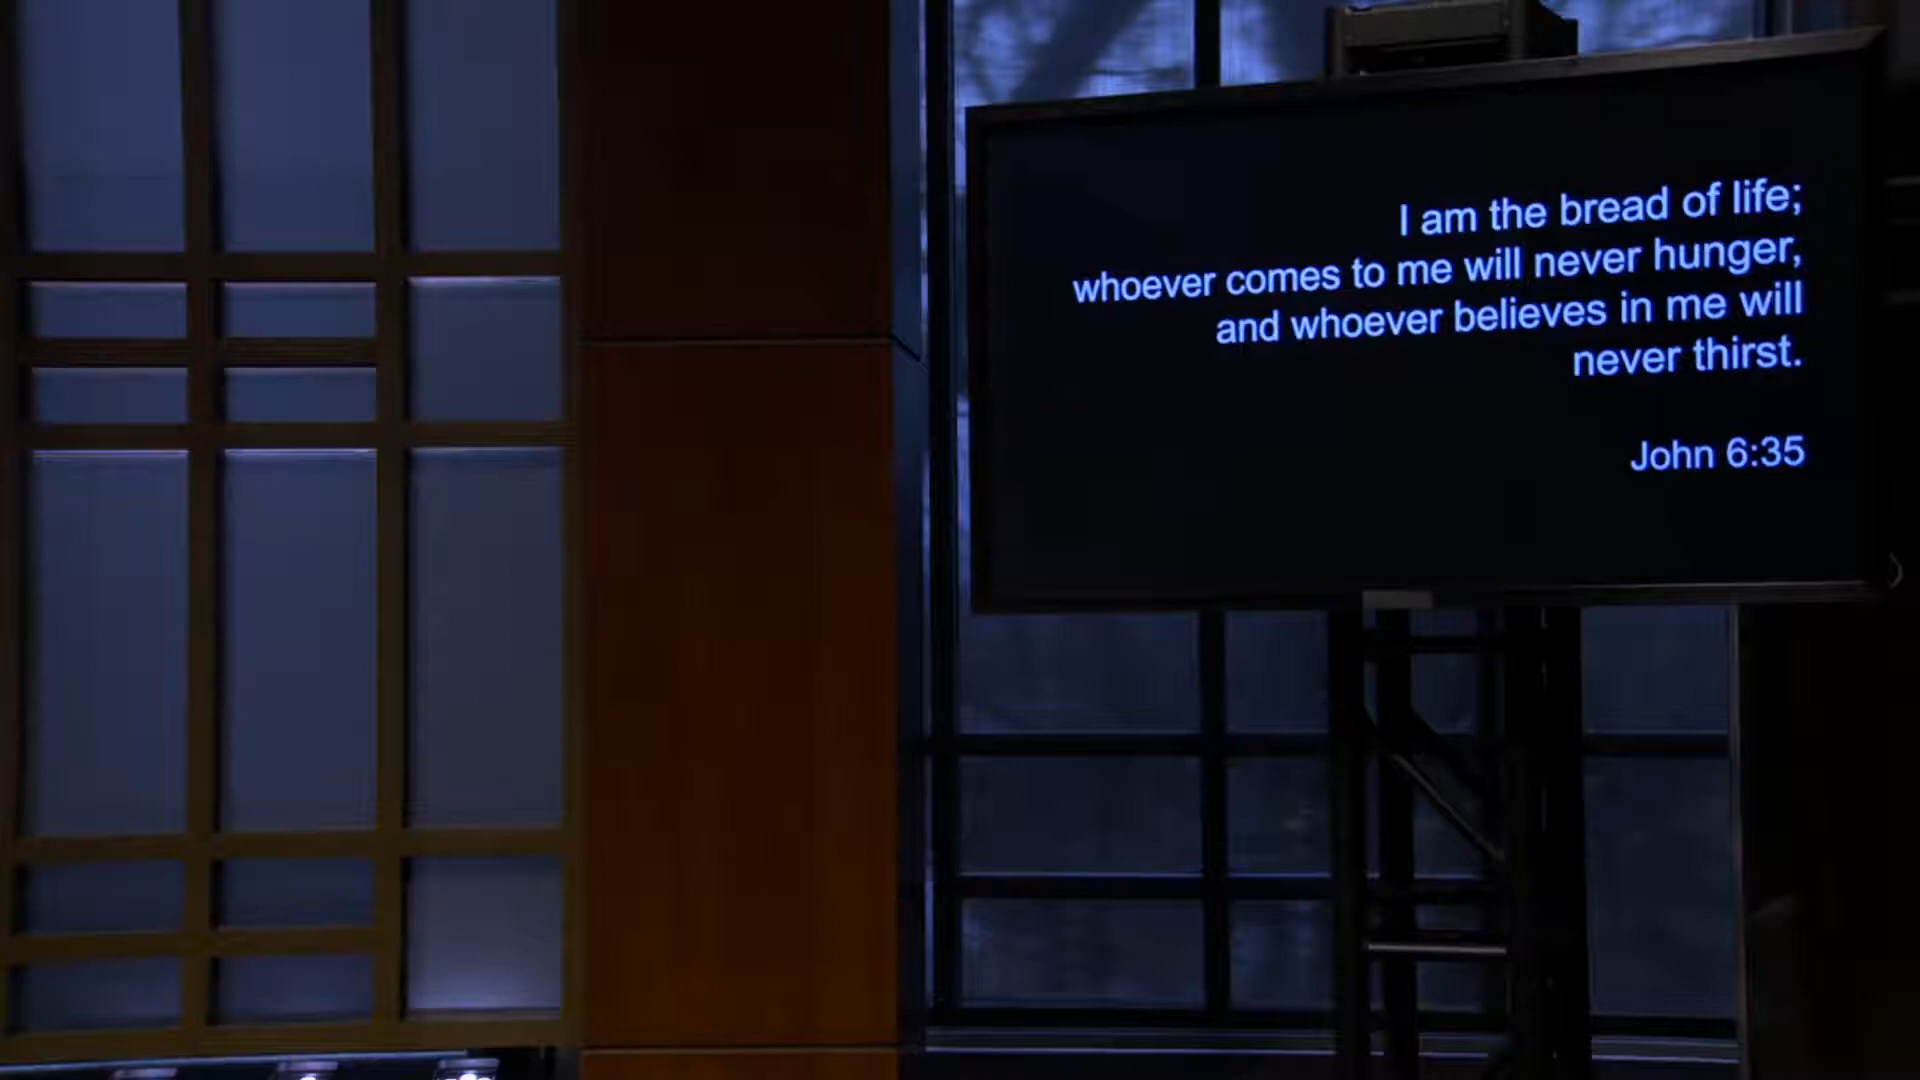 I am the bread of life;
whoever comes to me will never hunger,
and whoever believes in me will
never thirst.
John 6:35